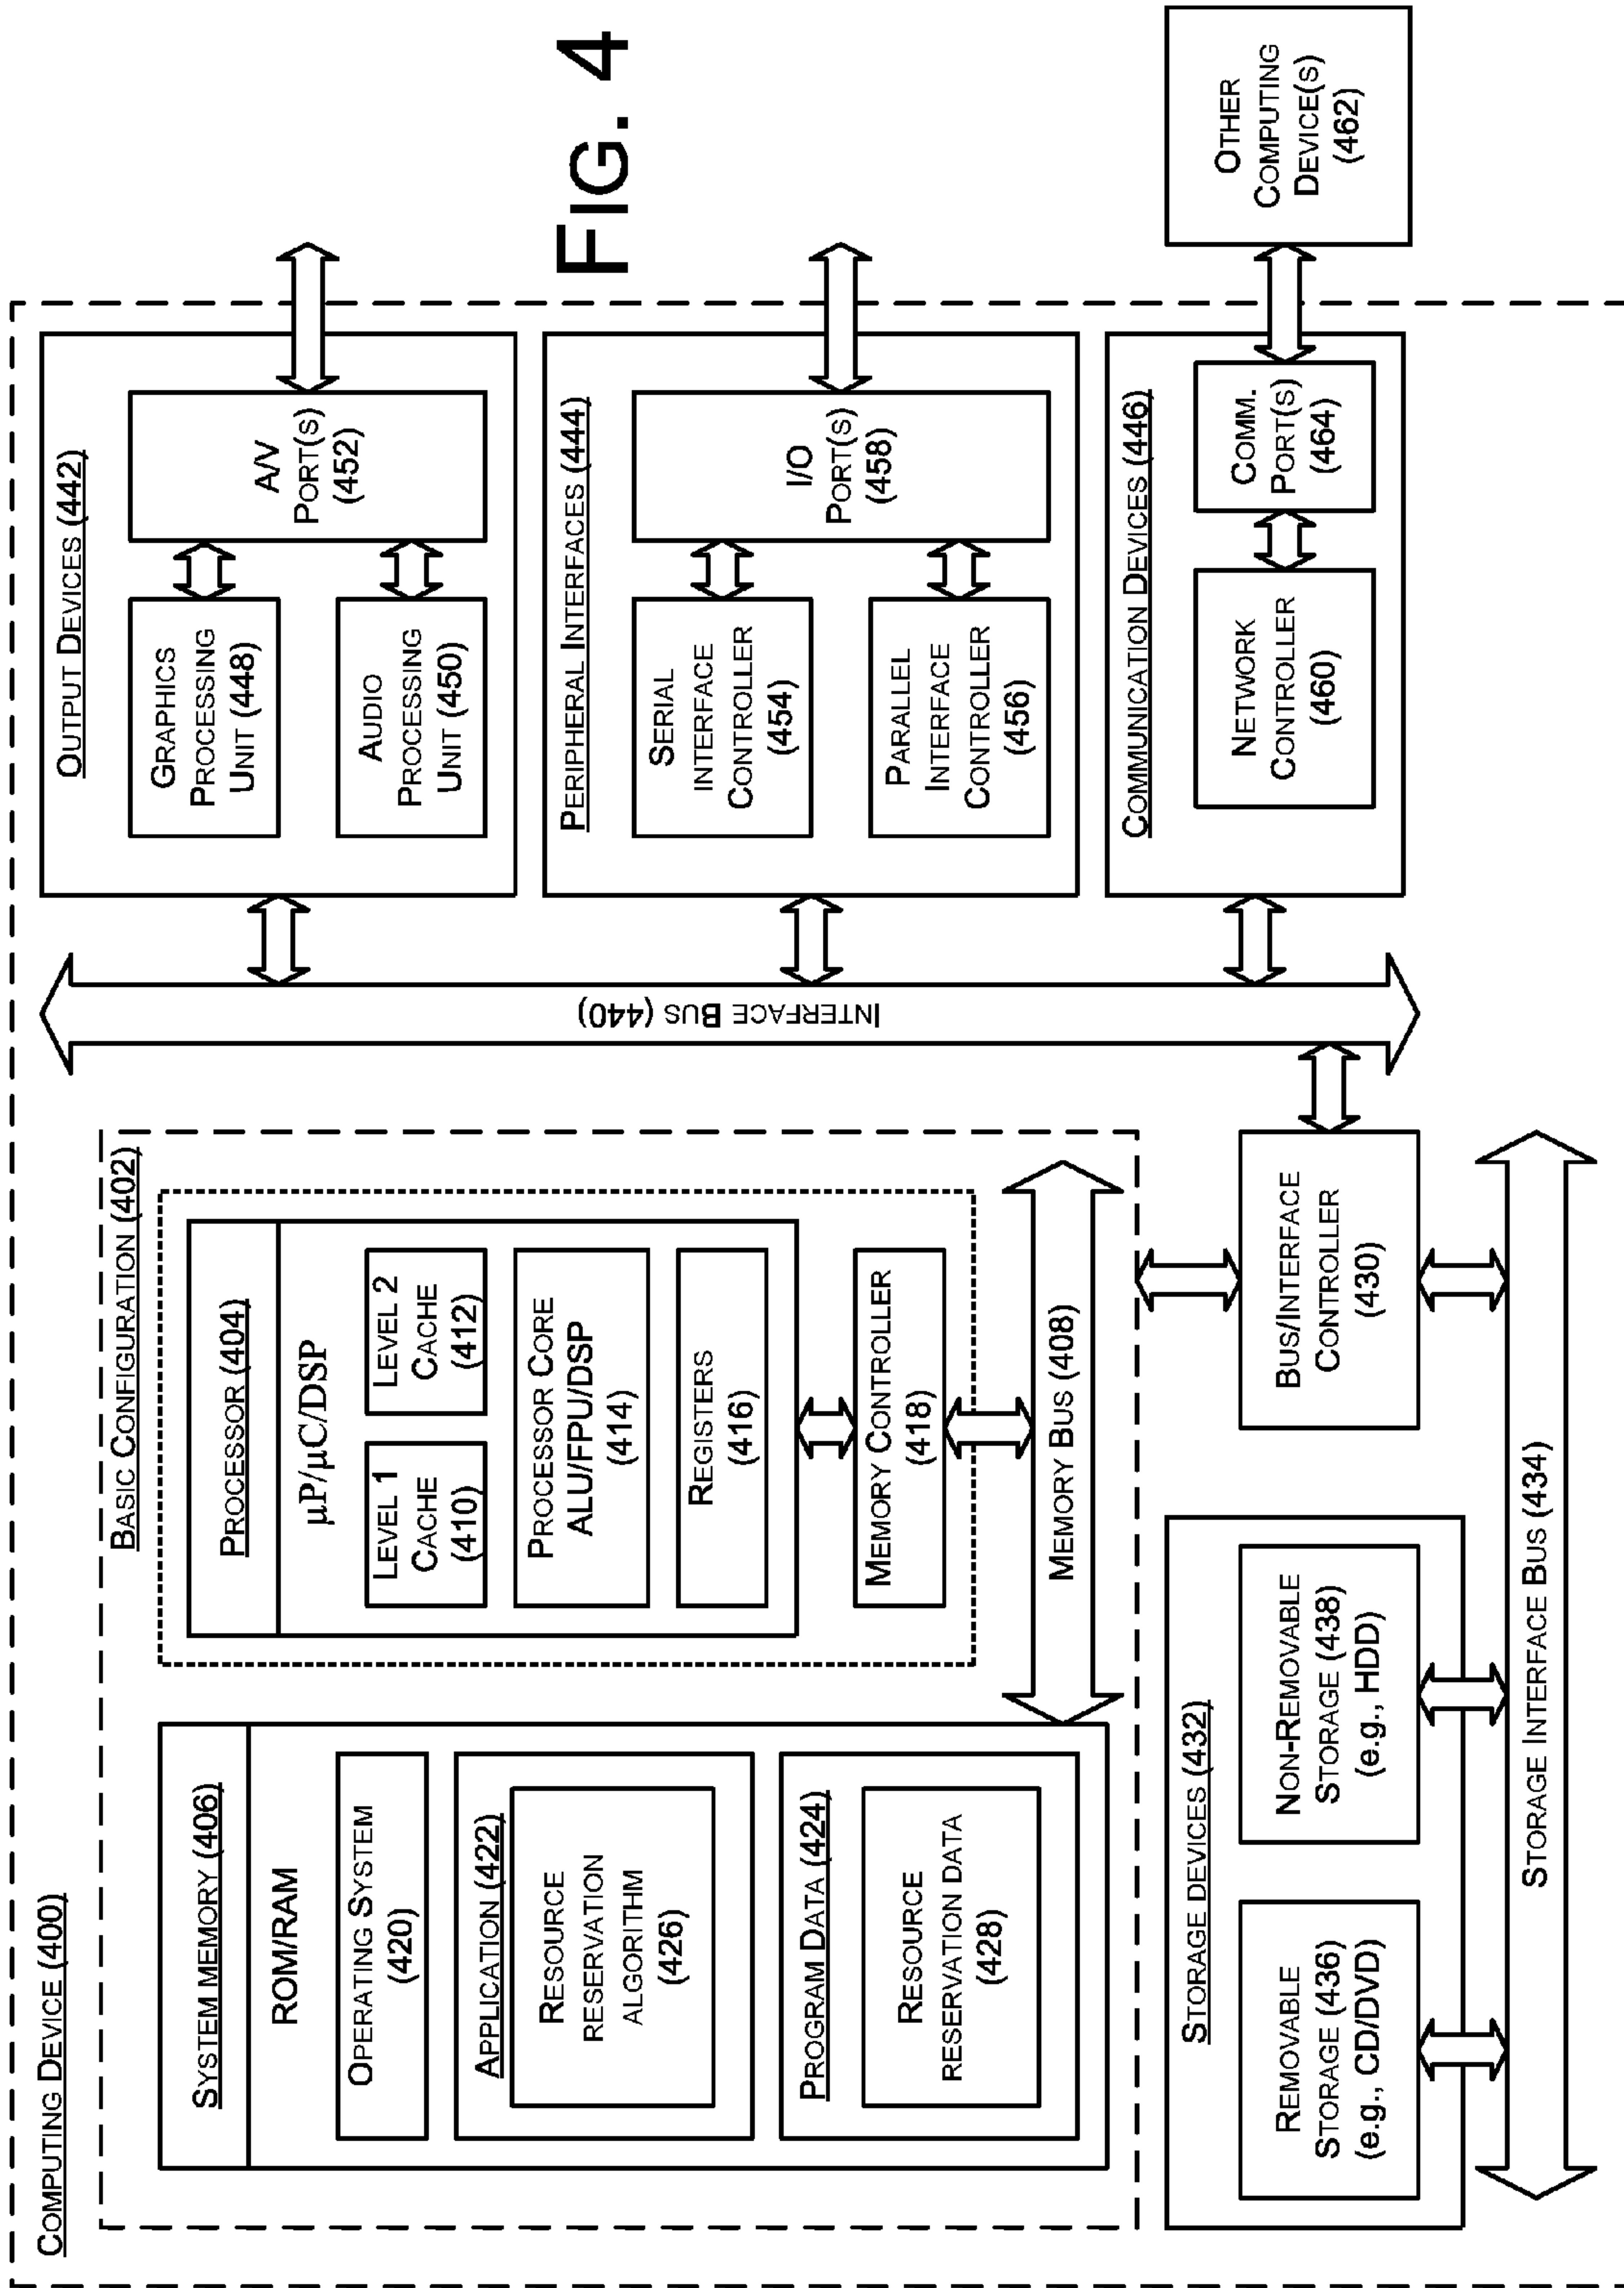 COMPUTING DEVICE (400)
BASIC CONFIGURATION (402)
SYSTEM MEMORY (406)
ROM/RAM
OPERATING SYSTEM
(420)
APPLICATION (422)
RESOURCE
RESERVATION
ALGORITHM
(426)
PROGRAM DATA (424)
RESOURCE
RESERVATION DATA
(428)
PROCESSOR (404)
µP/µC/DSP
LEVEL 1
CACHE
(410)
LEVEL 2
CACHE
(412)
PROCESSOR CORE
ALU/FPU/DSP
(414)
REGISTERS
(416)
MEMORY CONTROLLER
(418)
MEMORY BUS (408)
STORAGE DEVICES (432)
REMOVABLE
STORAGE (436)
(e.g., CD/DVD)
NON-REMOVABLE
STORAGE (438)
(e.g., HDD)
BUS/INTERFACE
CONTROLLER
(430)
STORAGE INTERFACE BUS (434)
INTERFACE BUS (440)
OUTPUT DEVICES (442)
GRAPHICS
PROCESSING
UNIT (448)
AUDIO
PROCESSING
UNIT (450)
A/V
PORT(S)
(452)
PERIPHERAL INTERFACES (444)
SERIAL
INTERFACE
CONTROLLER
(454)
PARALLEL
INTERFACE
CONTROLLER
(456)
I/O
PORT(S)
(458)
COMMUNICATION DEVICES (446)
NETWORK
CONTROLLER
(460)
COMM.
PORT(S)
(464)
OTHER
COMPUTING
DEVICE(S)
(462)
FIG. 4